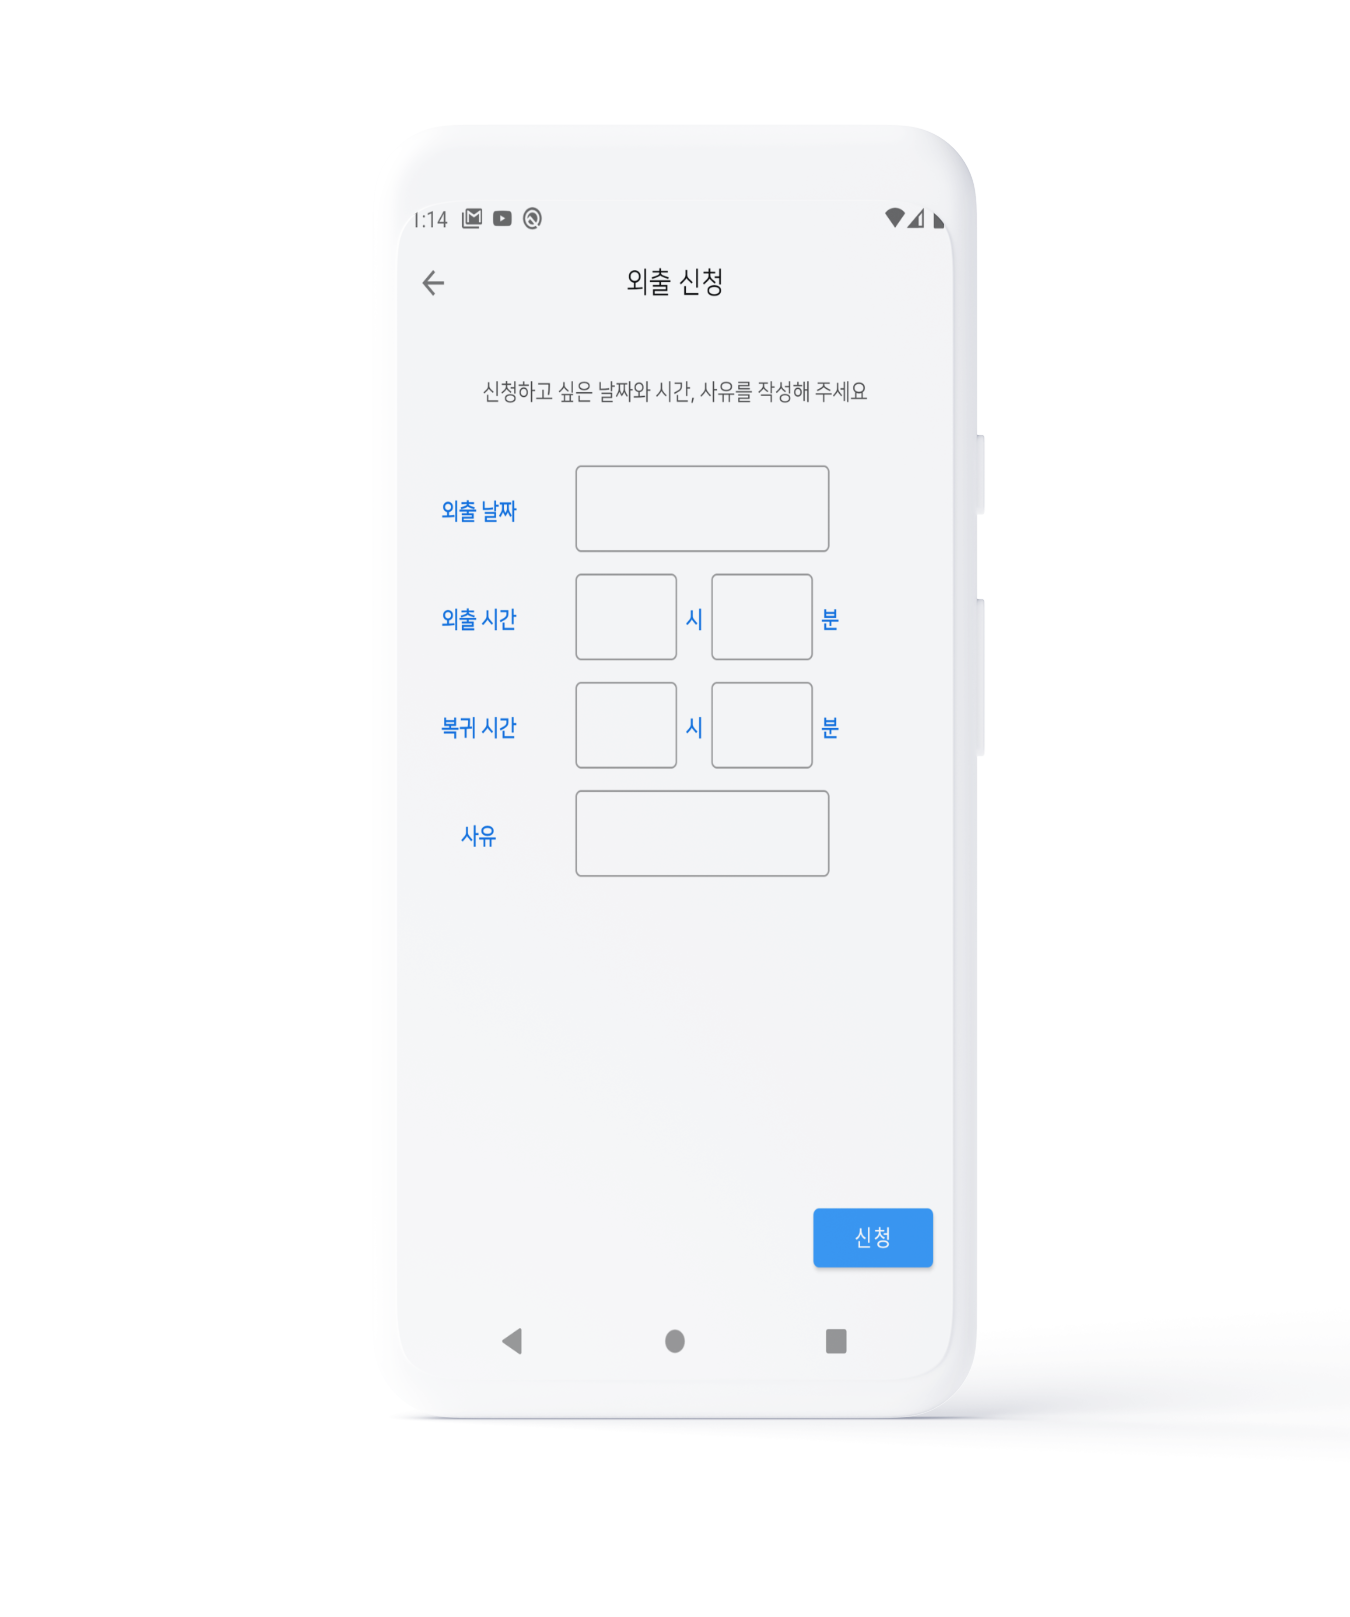 1:14
외출 신청
신청하고 싶은 날짜와 시간, 사유를 작성해 주세요
외출 날짜
외출 시간 시 분
복귀 시간 시 분
사유
신청